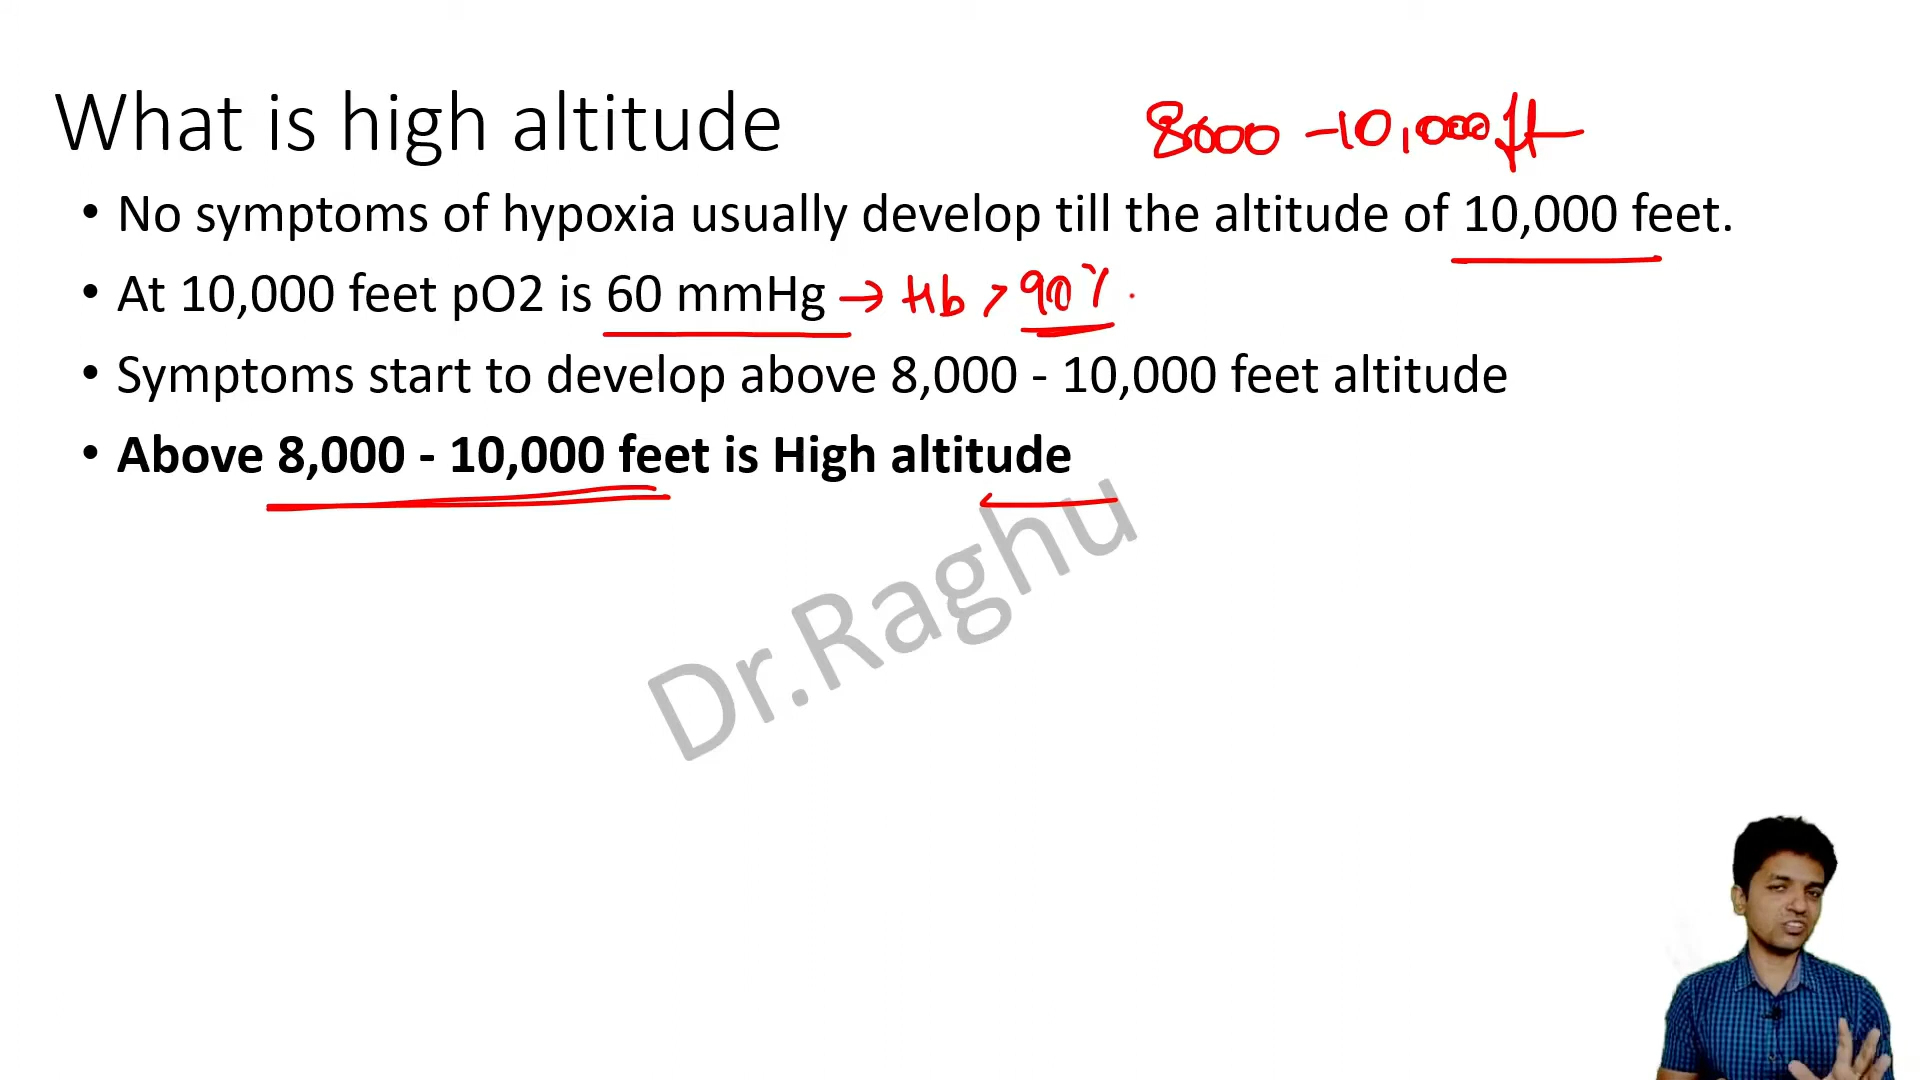 What is high altitude
8000 - 10,000 ft
• No symptoms of hypoxia usually develop till the altitude of 10,000 feet.
• At 10,000 feet pO2 is 60 mmHg → Hb > 90%
• Symptoms start to develop above 8,000 - 10,000 feet altitude
• Above 8,000 - 10,000 feet is High altitude
Dr.Raghu